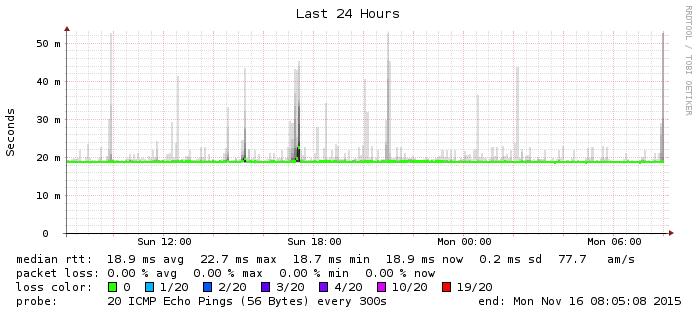 Last 24 Hours
RRDTOOL / TOBI OETIKER
Seconds
50 m
40 m
30 m
20 m
10 m
0
Sun 12:00 Sun 18:00 Mon 00:00 Mon 06:00
median rtt: 18.9 ms avg 22.7 ms max 18.7 ms min 18.9 ms now 0.2 ms sd 77.7 am/s
packet loss: 0.00 % avg 0.00 % max 0.00 % min 0.00 % now
loss color: 0 1/20 2/20 3/20 4/20 10/20 19/20
probe: 20 ICMP Echo Pings (56 Bytes) every 300s end: Mon Nov 16 08:05:08 2015